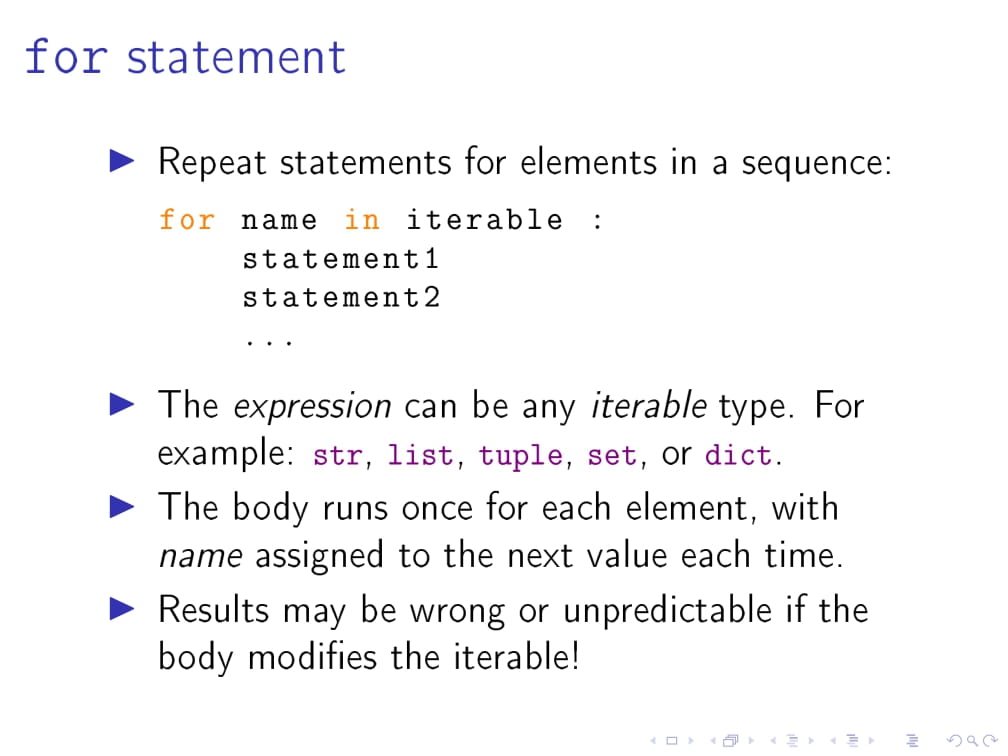 for statement
Repeat statements for elements in a sequence:
for name in iterable :
    statement1
    statement2
    ...
The expression can be any iterable type. For
example: str, list, tuple, set, or dict.
The body runs once for each element, with
name assigned to the next value each time.
Results may be wrong or unpredictable if the
body modifies the iterable!